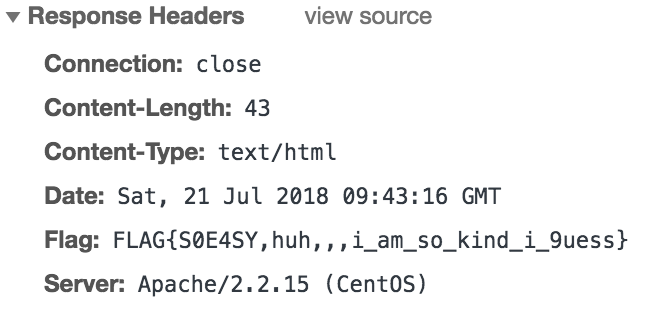 Response Headers view source
Connection: close
Content-Length: 43
Content-Type: text/html
Date: Sat, 21 Jul 2018 09:43:16 GMT
Flag: FLAG{S0E4SY,huh,,,i_am_so_kind_i_9uess}
Server: Apache/2.2.15 (CentOS)